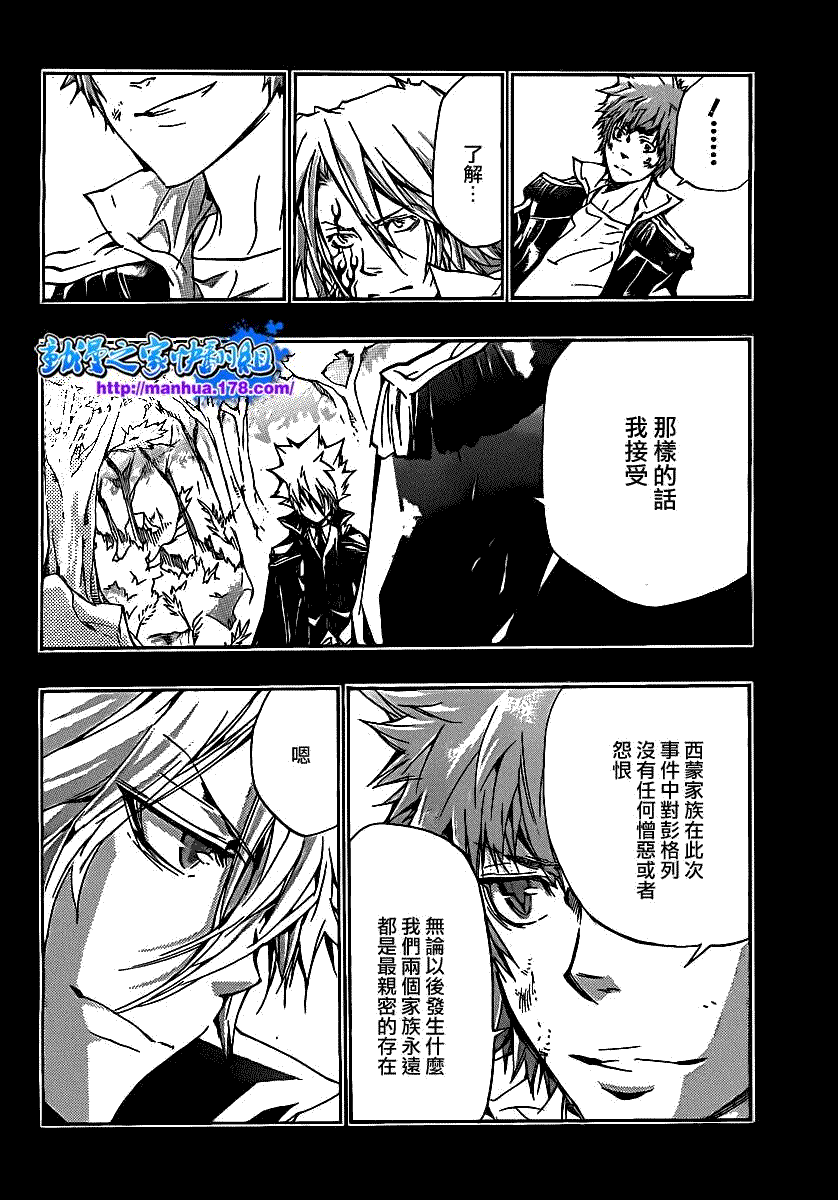 ！……
了解…
動漫之家汉翻組
http://manhua.178.com/
那樣的話
我接受
西蒙家族在此次
事件中對彭格列
沒有任何憎惡或者
怨恨
無論以後發生什麼
我們兩個家族永遠
都是最親密的存在
嗯